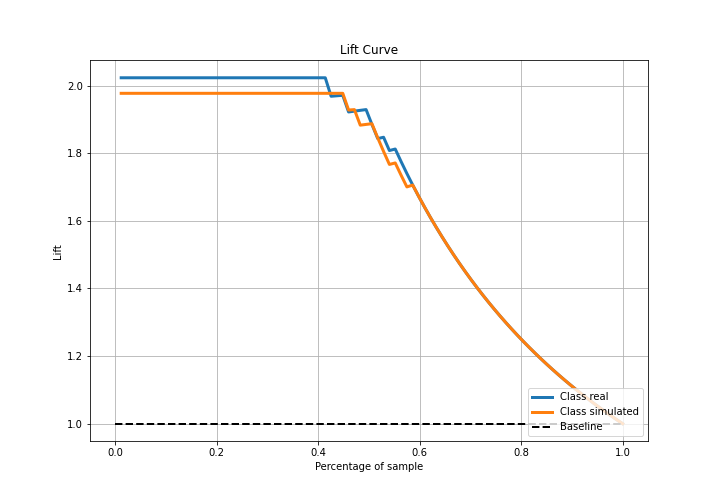 Lift Curve
2.0
1.8
1.6
1.4
1.2
1.0
Lift
0.0 0.2 0.4 0.6 0.8 1.0
Percentage of sample
Class real
Class simulated
Baseline